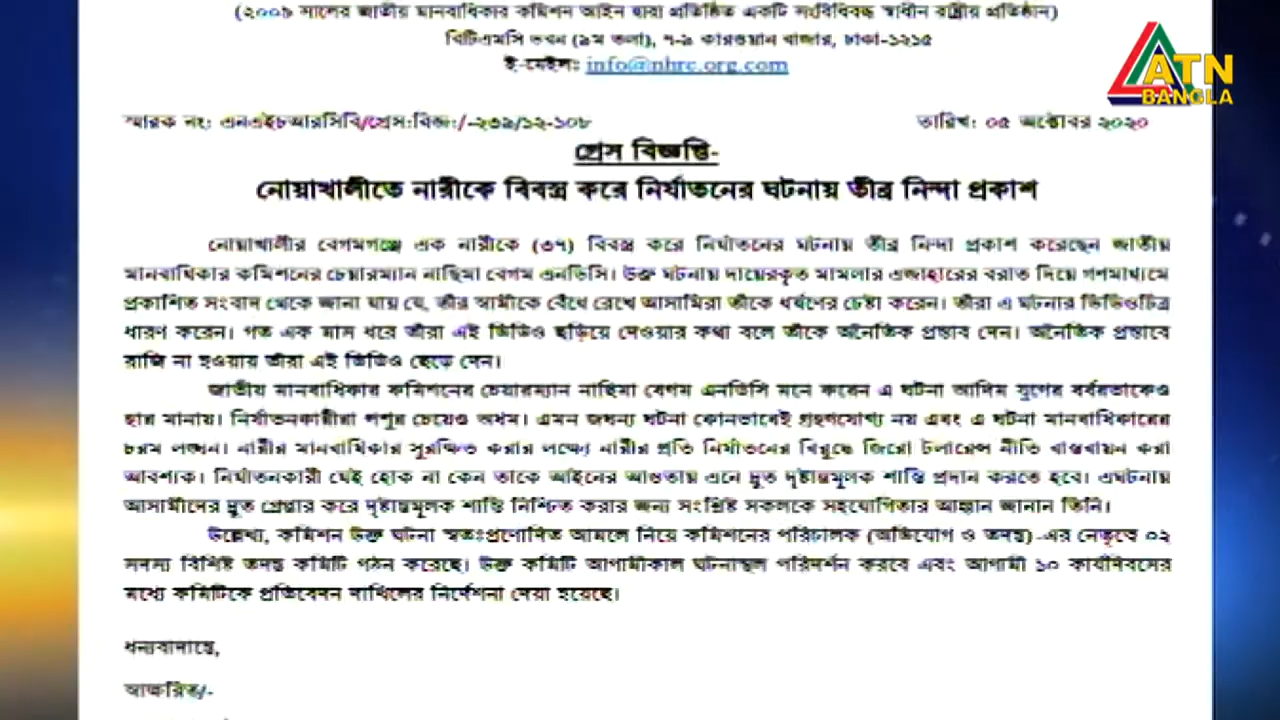 (২০০৯ সালের জাতীয় মানবাধিকার কমিশন আইন দ্বারা প্রতিষ্ঠিত একটি সংবিধিবদ্ধ স্বাধীন রাষ্ট্রীয় প্রতিষ্ঠান)
বিটিএমসি ভবন (৯ম তলা), ৭-৯ কারওয়ান বাজার, ঢাকা-১২১৫
ই-মেইলঃ info@nhrc.org.com
ATN
BANGLA
স্মারক নং: এনএইচআরসিবি/প্রেস:বিজ্ঞ:/-২৩৯/১২-১০৮
তারিখ: ০৫ অক্টোবর ২০২০
প্রেস বিজ্ঞপ্তি-
নোয়াখালীতে নারীকে বিবস্ত্র করে নির্যাতনের ঘটনায় তীব্র নিন্দা প্রকাশ
নোয়াখালীর বেগমগঞ্জে এক নারীকে (৩৭) বিবস্ত্র করে নির্যাতনের ঘটনায় তীব্র নিন্দা প্রকাশ করেছেন জাতীয়
মানবাধিকার কমিশনের চেয়ারম্যান নাছিমা বেগম এনডিসি। উক্ত ঘটনায় দায়েরকৃত মামলার এজাহারের বরাত দিয়ে গণমাধ্যমে
প্রকাশিত সংবাদ থেকে জানা যায় যে, তাঁর স্বামীকে বেঁধে রেখে আসামিরা তাঁকে ধর্ষণের চেষ্টা করেন। তাঁরা এ ঘটনার ভিডিওচিত্র
ধারণ করেন। গত এক মাস ধরে তাঁরা এই ভিডিও ছড়িয়ে দেওয়ার কথা বলে তাঁকে অনৈতিক প্রস্তাব দেন। অনৈতিক প্রস্তাবে
রাজি না হওয়ায় তাঁরা এই ভিডিও ছেড়ে দেন।
জাতীয় মানবাধিকার কমিশনের চেয়ারম্যান নাছিমা বেগম এনডিসি মনে করেন এ ঘটনা আদিম যুগের বর্বরতাকেও
হার মানায়। নির্যাতনকারীরা পশুর চেয়েও অধম। এমন জঘন্য ঘটনা কোনভাবেই গ্রহণযোগ্য নয় এবং এ ঘটনা মানবাধিকারের
চরম লঙ্ঘন। নারীর মানবাধিকার সুরক্ষিত করার লক্ষ্যে নারীর প্রতি নির্যাতনের বিরুদ্ধে জিরো টলারেন্স নীতি বাস্তবায়ন করা
আবশ্যক। নির্যাতনকারী যেই হোক না কেন তাকে আইনের আওতায় এনে দ্রুত দৃষ্টান্তমূলক শাস্তি প্রদান করতে হবে। এঘটনায়
আসামীদের দ্রুত গ্রেপ্তার করে দৃষ্টান্তমূলক শাস্তি নিশ্চিত করার জন্য সংশ্লিষ্ট সকলকে সহযোগিতার আহ্বান জানান তিনি।
উল্লেখ্য, কমিশন উক্ত ঘটনা স্বতঃপ্রণোদিত আমলে নিয়ে কমিশনের পরিচালক (অভিযোগ ও তদন্ত)-এর নেতৃত্বে ০২
সদস্য বিশিষ্ট তদন্ত কমিটি গঠন করেছে। উক্ত কমিটি আগামীকাল ঘটনাস্থল পরিদর্শন করবে এবং আগামী ১০ কার্যদিবসের
মধ্যে কমিটিকে প্রতিবেদন দাখিলের নির্দেশনা দেয়া হয়েছে।
ধন্যবাদান্তে,
স্বাক্ষরিত/-